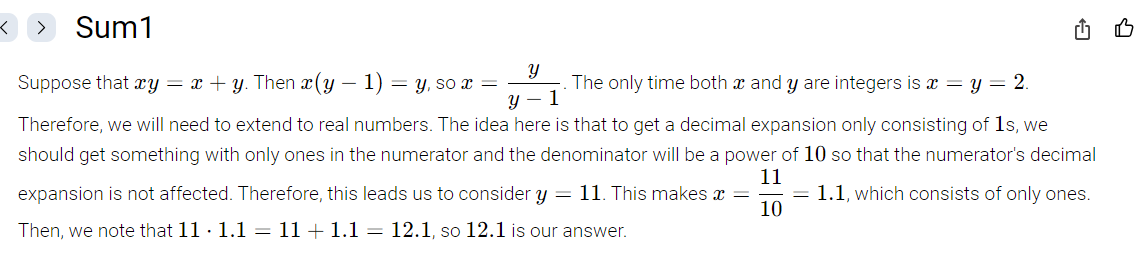 Sum1
Suppose that xy = x + y. Then x(y − 1) = y, so x = y/(y − 1). The only time both x and y are integers is x = y = 2.
Therefore, we will need to extend to real numbers. The idea here is that to get a decimal expansion only consisting of 1s, we
should get something with only ones in the numerator and the denominator will be a power of 10 so that the numerator's decimal
expansion is not affected. Therefore, this leads us to consider y = 11. This makes x = 11/10 = 1.1, which consists of only ones.
Then, we note that 11 · 1.1 = 11 + 1.1 = 12.1, so 12.1 is our answer.